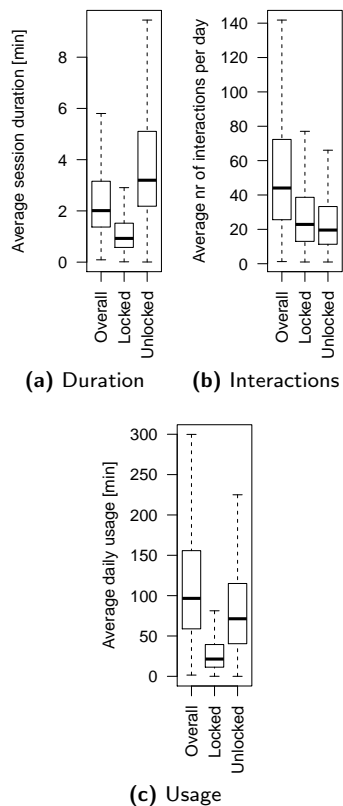 Average session duration [min]
8
6
4
2
0
Overall
Locked
Unlocked
(a) Duration
Average nr of interactions per day
140
120
100
80
60
40
20
0
Overall
Locked
Unlocked
(b) Interactions
Average daily usage [min]
300
250
200
150
100
50
0
Overall
Locked
Unlocked
(c) Usage